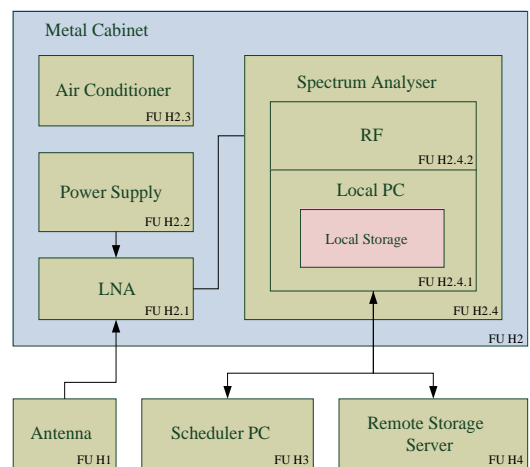 Metal Cabinet
Air Conditioner
FU H2.3
Spectrum Analyser
RF
FU H2.4.2
Power Supply
FU H2.2
Local PC
Local Storage
FU H2.4.1
LNA
FU H2.1
FU H2.4
FU H2
Antenna
FU H1
Scheduler PC
FU H3
Remote Storage
Server
FU H4